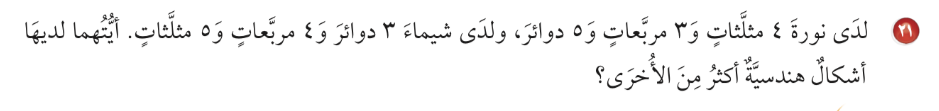 ٢١ لدَى نورةَ ٤ مثلَّثاتٍ وَ٣ مربَّعاتٍ وَ٥ دوائرَ، ولدَى شيماءَ ٣ دوائرَ وَ٤ مربَّعاتٍ وَ٥ مثلَّثاتٍ. أيَّتُهما لديهَا
أشكالٌ هندسيَّةٌ أكثرُ مِنَ الأُخرَى؟